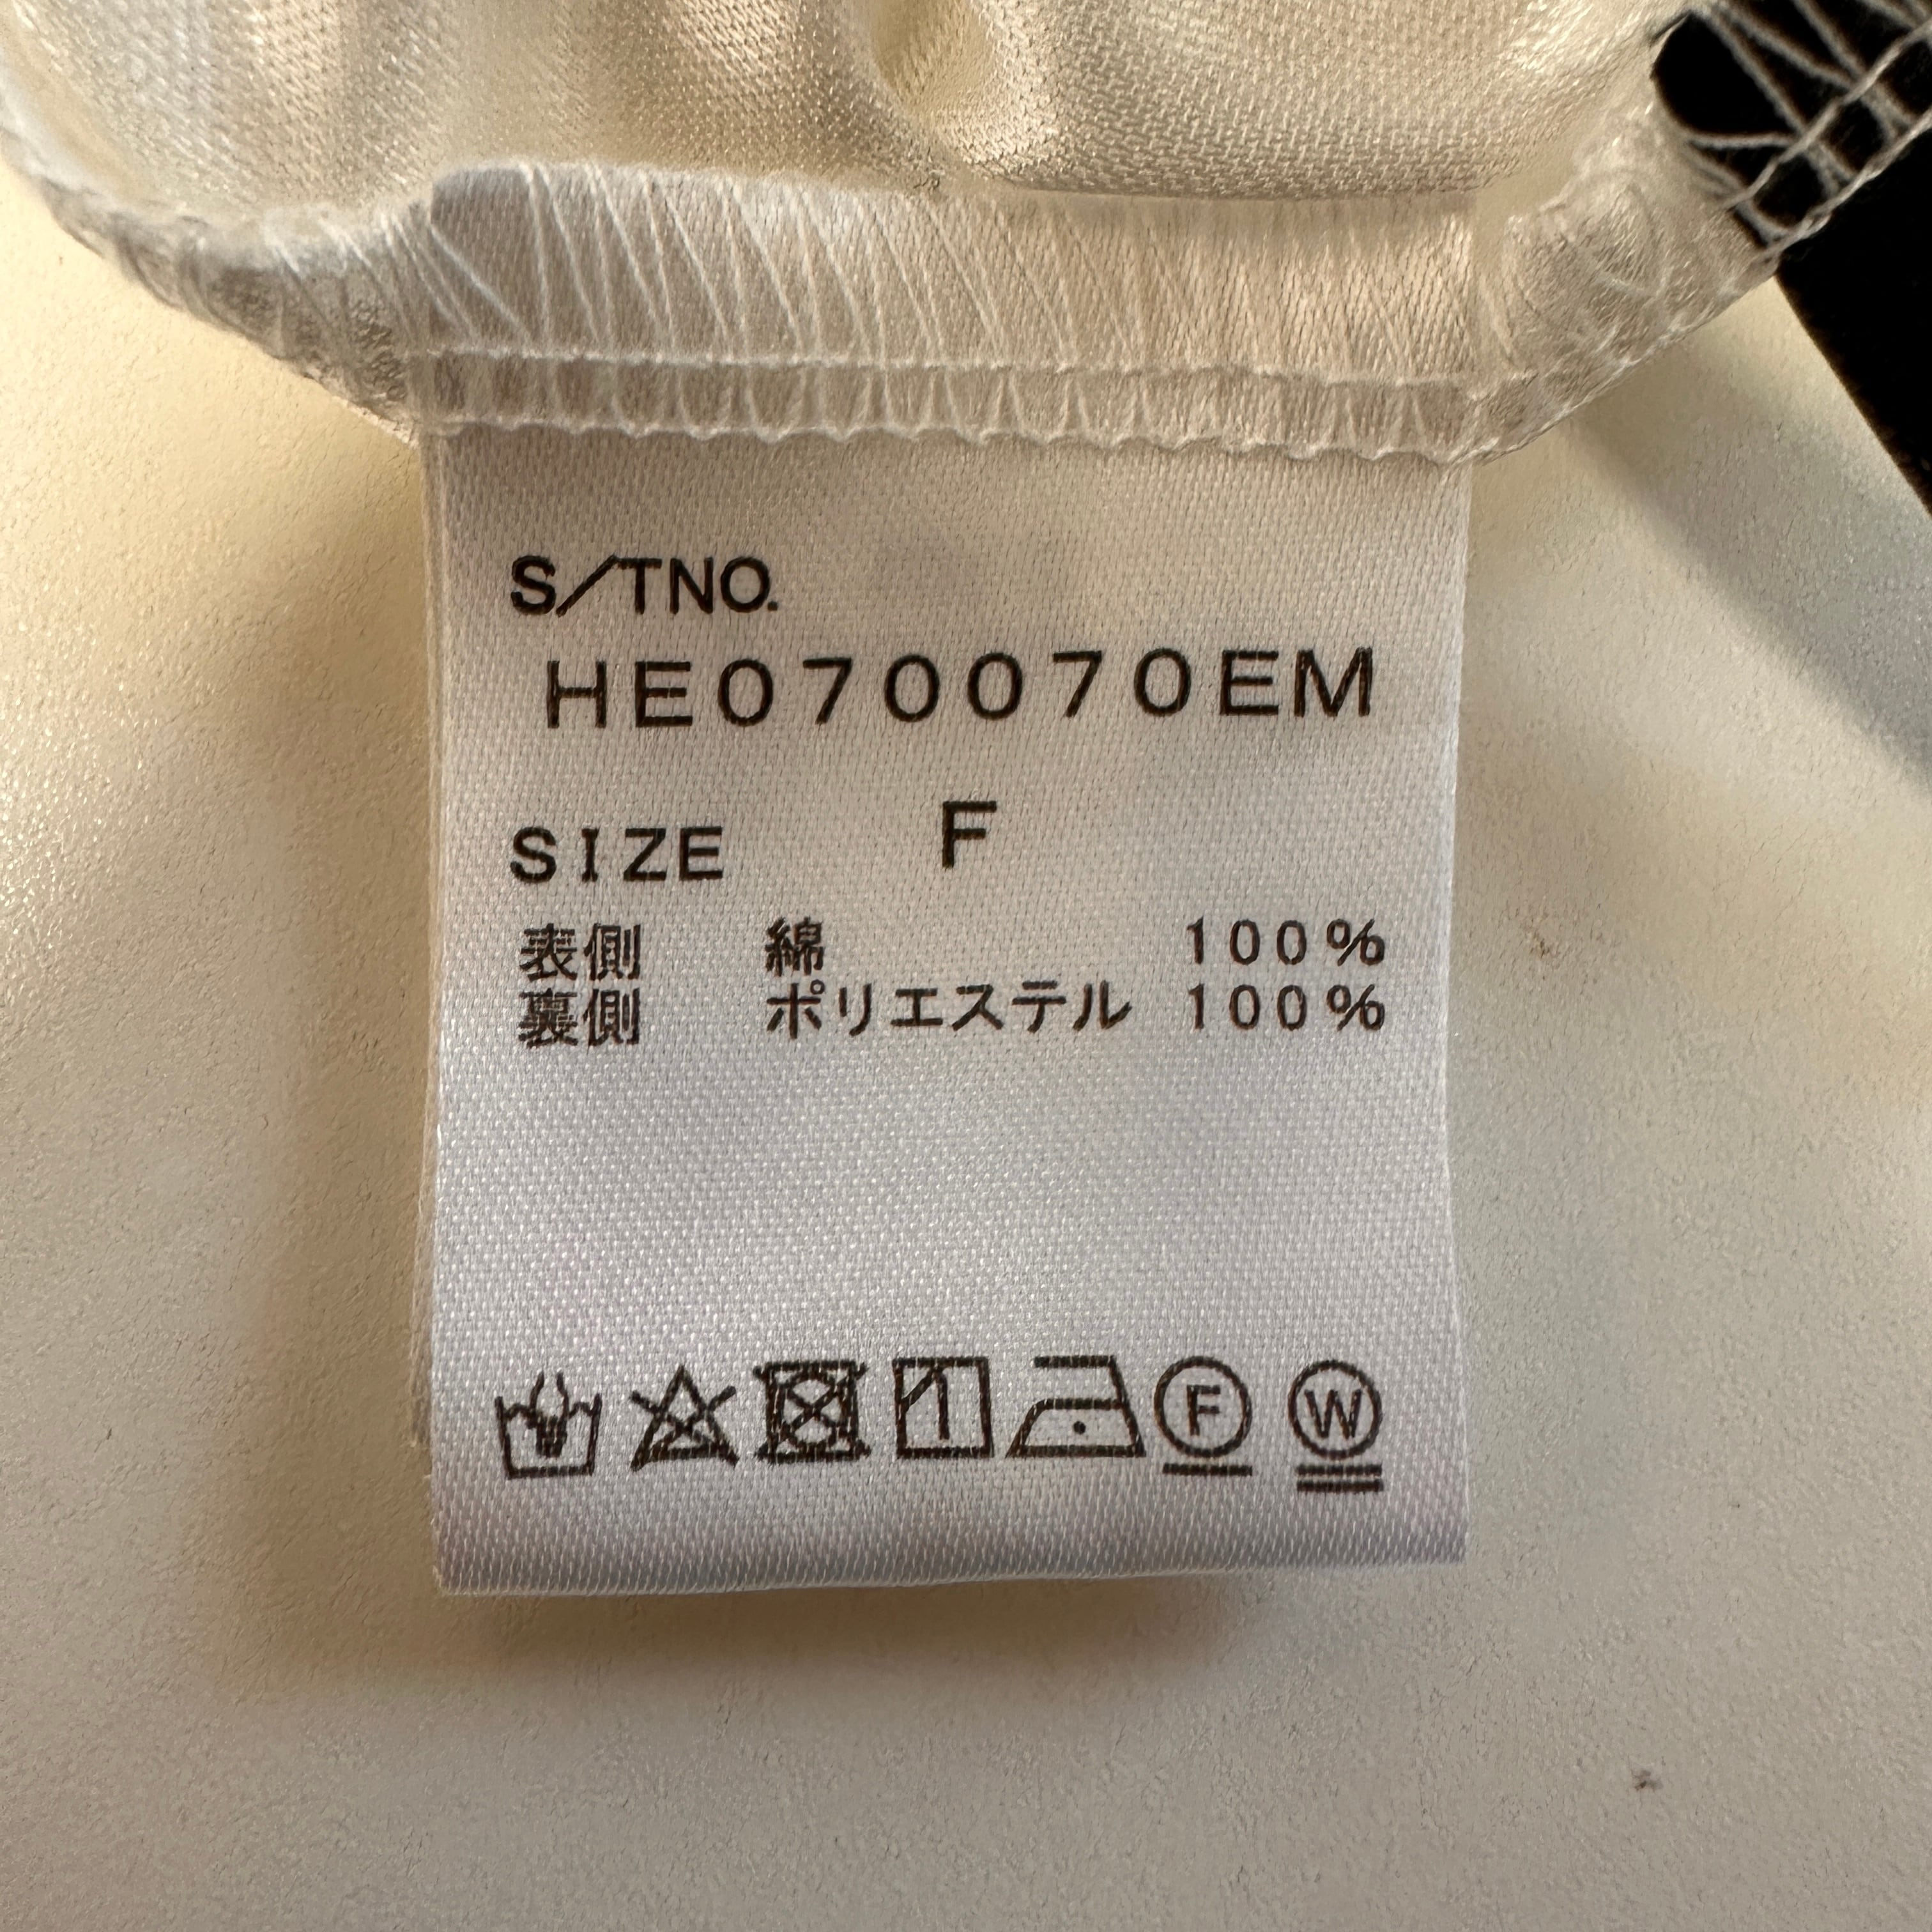 S/TNO.
HE070070EM
SIZE F
表側 綿 100%
裏側 ポリエステル 100%
F W